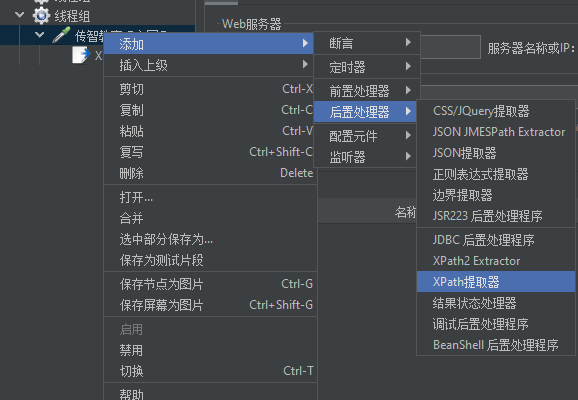 线程组
线程组
Web服务器
传智教
服务器名称或IP:
X
添加
插入上级
剪切 Ctrl-X
复制 Ctrl-C
粘贴 Ctrl-V
复写 Ctrl+Shift-C
删除 Delete
打开...
合并
选中部分保存为...
保存为测试片段
保存节点为图片 Ctrl-G
保存屏幕为图片 Ctrl+Shift-G
启用
禁用
切换 Ctrl-T
帮助
断言
定时器
前置处理器
后置处理器
配置元件
监听器
名称
CSS/JQuery提取器
JSON JMESPath Extractor
JSON提取器
正则表达式提取器
边界提取器
JSR223 后置处理程序
JDBC 后置处理程序
XPath2 Extractor
XPath提取器
结果状态处理器
调试后置处理程序
BeanShell 后置处理程序